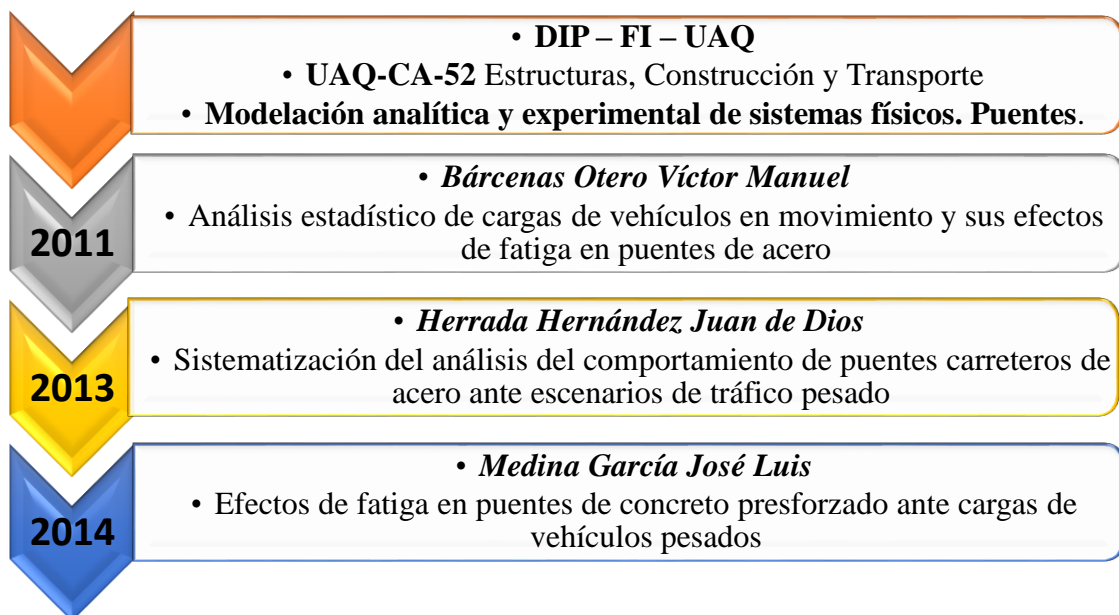 • DIP – FI – UAQ
• UAQ-CA-52 Estructuras, Construcción y Transporte
• Modelación analítica y experimental de sistemas físicos. Puentes.
2011
• Bárcenas Otero Víctor Manuel
• Análisis estadístico de cargas de vehículos en movimiento y sus efectos
de fatiga en puentes de acero
2013
• Herrada Hernández Juan de Dios
• Sistematización del análisis del comportamiento de puentes carreteros de
acero ante escenarios de tráfico pesado
2014
• Medina García José Luis
• Efectos de fatiga en puentes de concreto presforzado ante cargas de
vehículos pesados